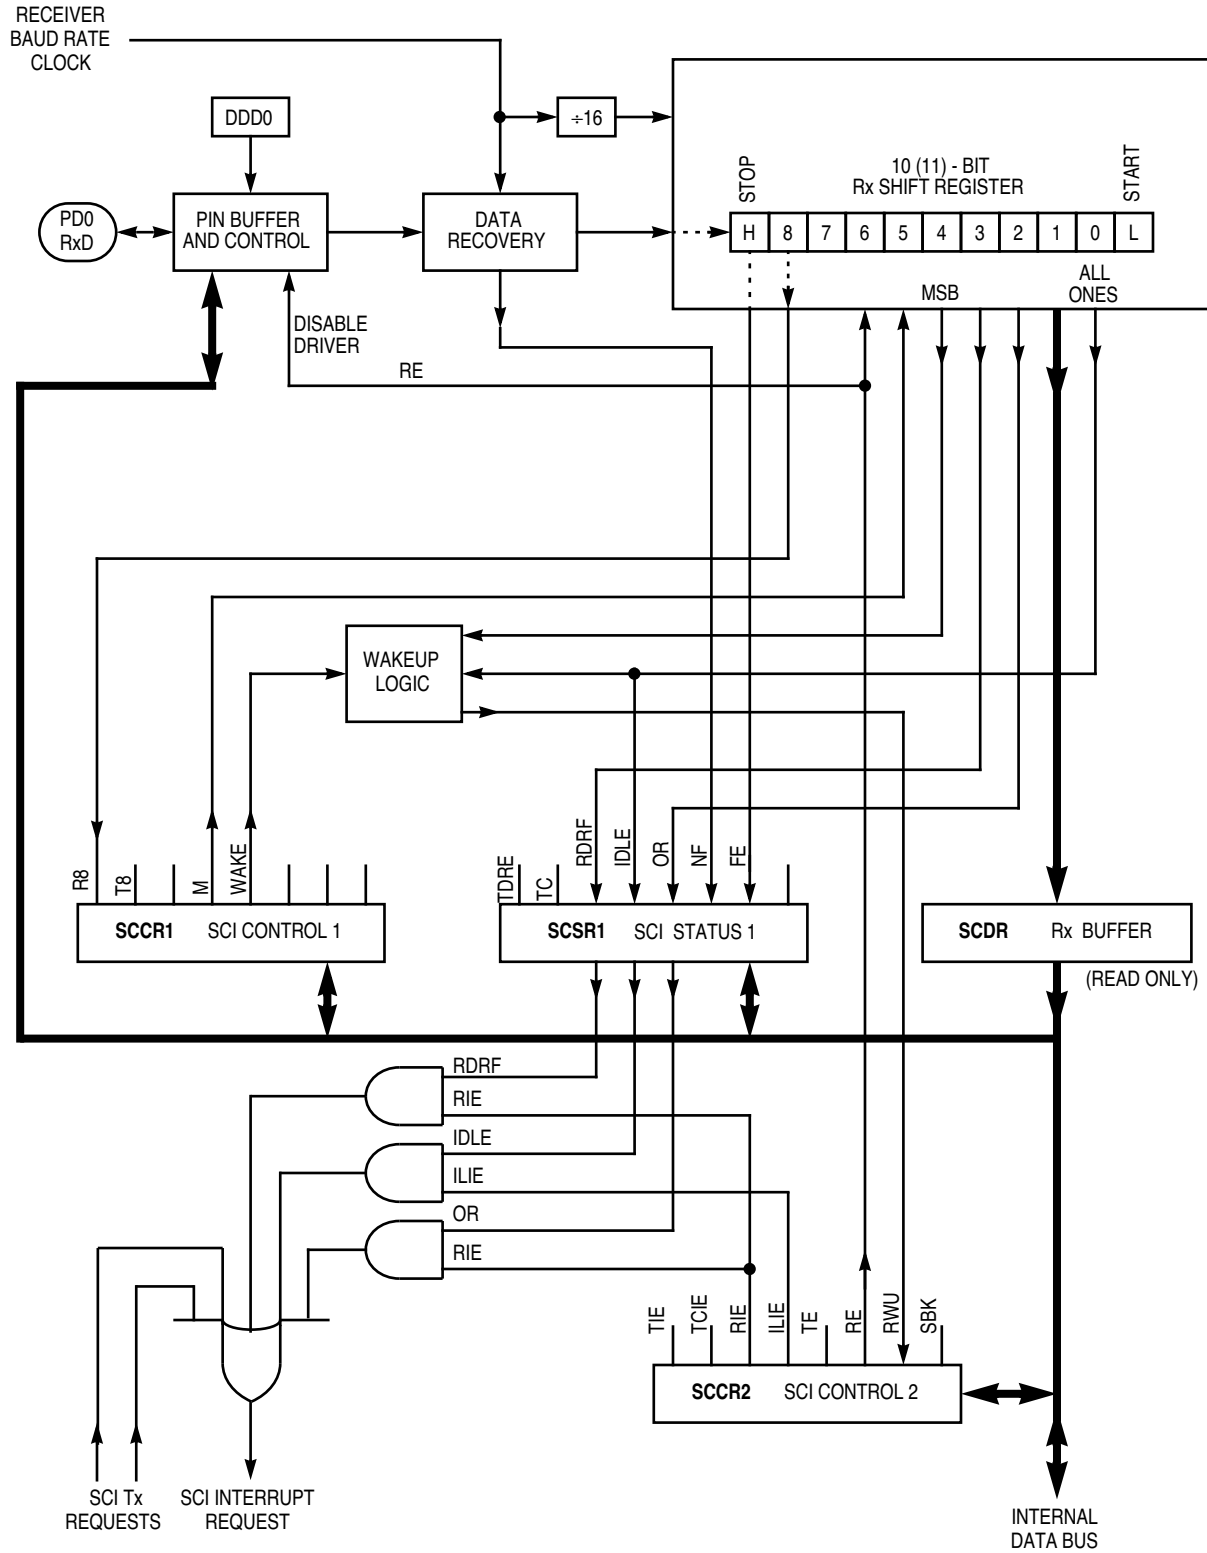 RECEIVER
BAUD RATE
CLOCK
DDD0
÷16
PD0
RxD
PIN BUFFER
AND CONTROL
DATA
RECOVERY
STOP
10 (11) - BIT
Rx SHIFT REGISTER
START
H 8 7 6 5 4 3 2 1 0 L
MSB
ALL
ONES
DISABLE
DRIVER
RE
WAKEUP
LOGIC
R8
T8
M
WAKE
TDRE
TC
RDRF
IDLE
OR
NF
FE
SCCR1 SCI CONTROL 1
SCSR1 SCI STATUS 1
SCDR Rx BUFFER
(READ ONLY)
RDRF
RIE
IDLE
ILIE
OR
RIE
TIE
TCIE
RIE
ILIE
TE
RE
RWU
SBK
SCCR2 SCI CONTROL 2
SCI Tx
REQUESTS
SCI INTERRUPT
REQUEST
INTERNAL
DATA BUS